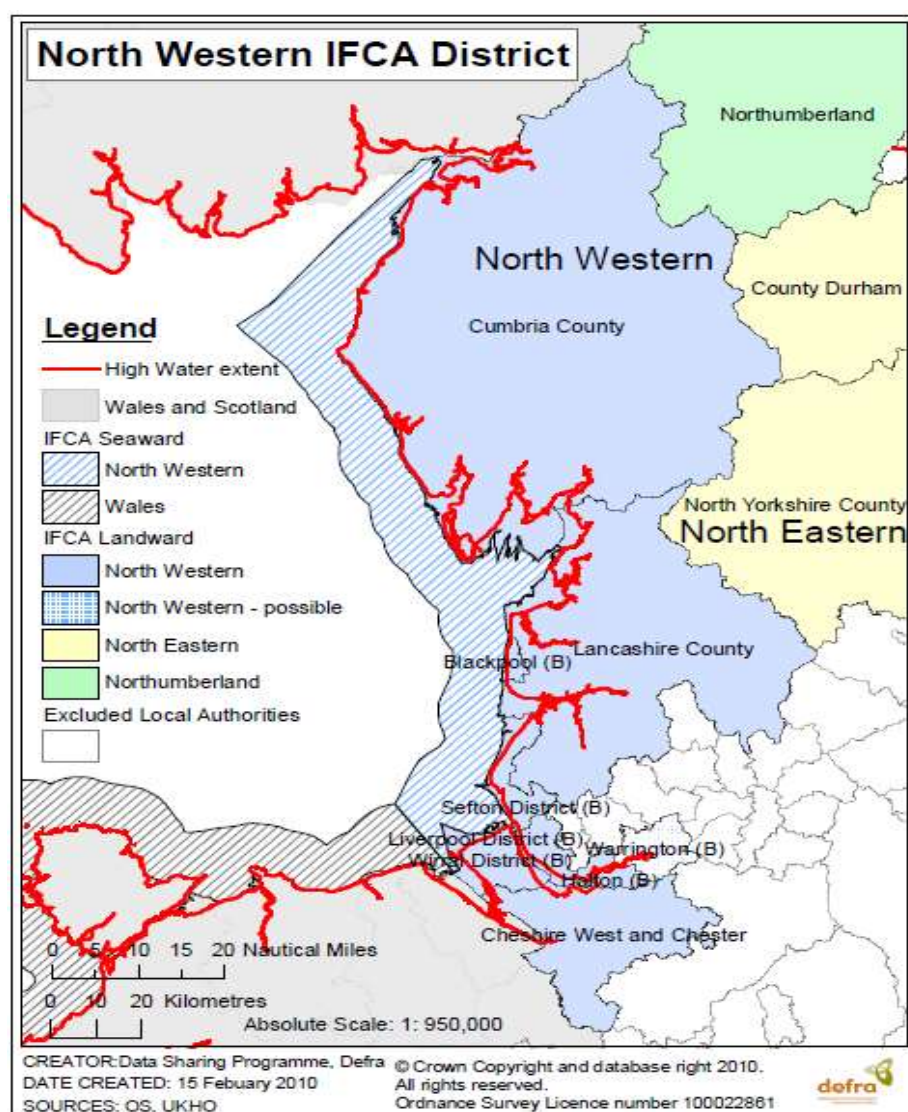 North Western IFCA District
Northumberland
North Western
County Durham
Cumbria County
Legend
High Water extent
Wales and Scotland
IFCA Seaward
North Western
Wales
IFCA Landward
North Western
North Western - possible
North Eastern
Northumberland
Excluded Local Authorities
North Yorkshire County
North Eastern
Lancashire County
Blackpool (B)
Sefton District (B)
Liverpool District (B)
Warrington (B)
Wirral District (B)
Halton (B)
Cheshire West and Chester
0 5 10 15 20 Nautical Miles
0 10 20 Kilometres
Absolute Scale: 1: 950,000
CREATOR:Data Sharing Programme, Defra
DATE CREATED: 15 Febuary 2010
SOURCES: OS, UKHO
© Crown Copyright and database right 2010.
All rights reserved.
Ordnance Survey Licence number 100022861
defra